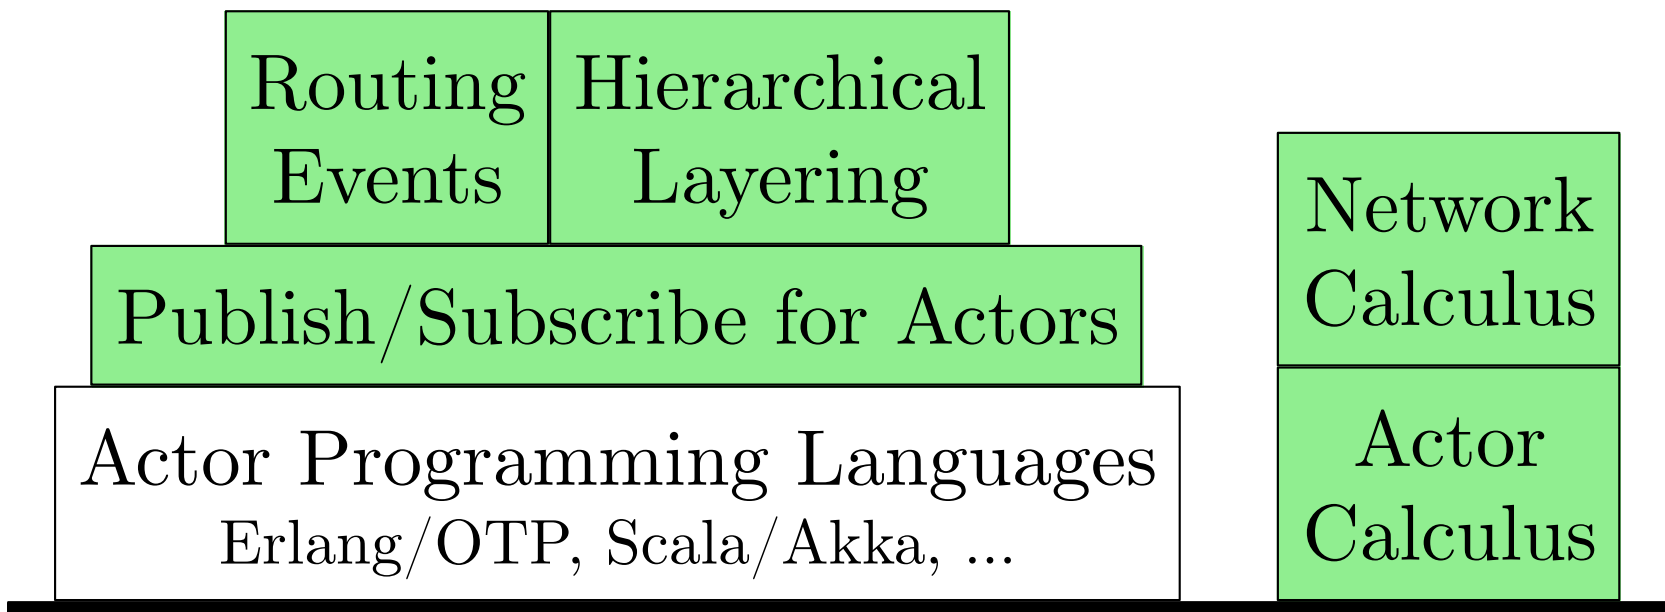 Routing
Events
Hierarchical
Layering
Publish/Subscribe for Actors
Actor Programming Languages
Erlang/OTP, Scala/Akka, ...
Network
Calculus
Actor
Calculus